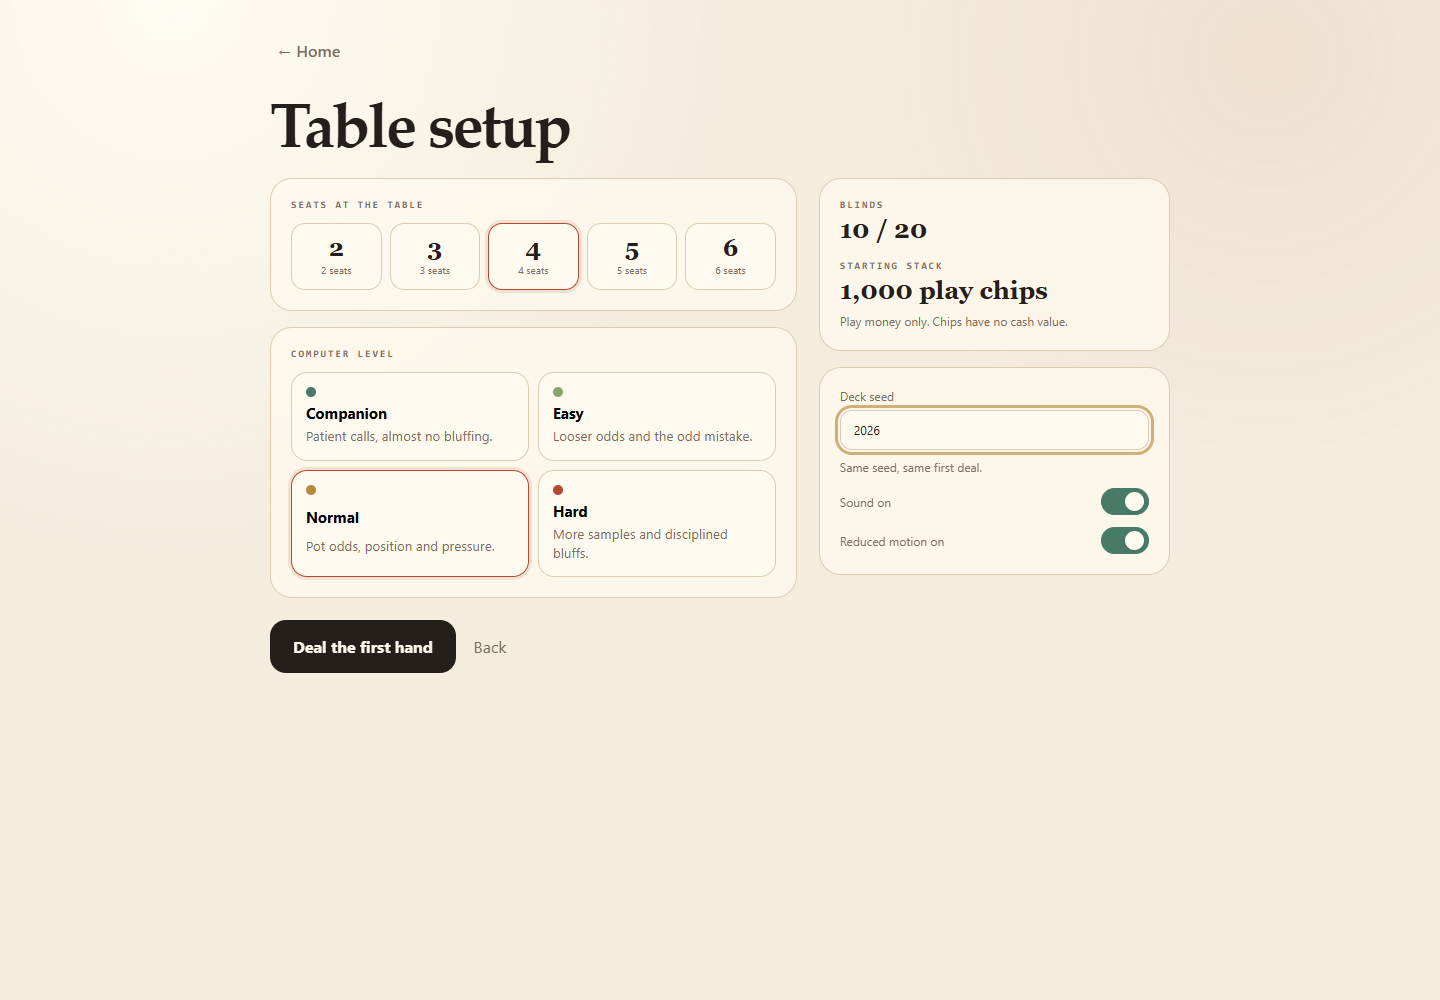 ← Home
Table setup
SEATS AT THE TABLE
2
2 seats
3
3 seats
4
4 seats
5
5 seats
6
6 seats
COMPUTER LEVEL
Companion
Patient calls, almost no bluffing.
Easy
Looser odds and the odd mistake.
Normal
Pot odds, position and pressure.
Hard
More samples and disciplined
bluffs.
BLINDS
10 / 20
STARTING STACK
1,000 play chips
Play money only. Chips have no cash value.
Deck seed
2026
Same seed, same first deal.
Sound on
Reduced motion on
Deal the first hand
Back